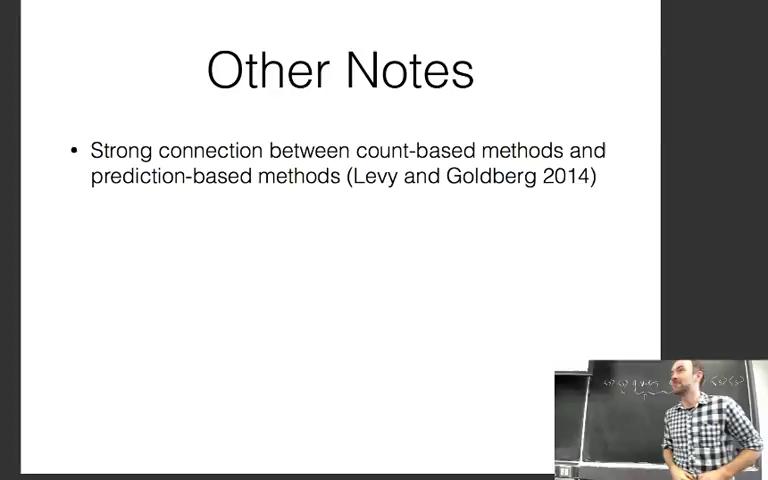 Other Notes
• Strong connection between count-based methods and
prediction-based methods (Levy and Goldberg 2014)